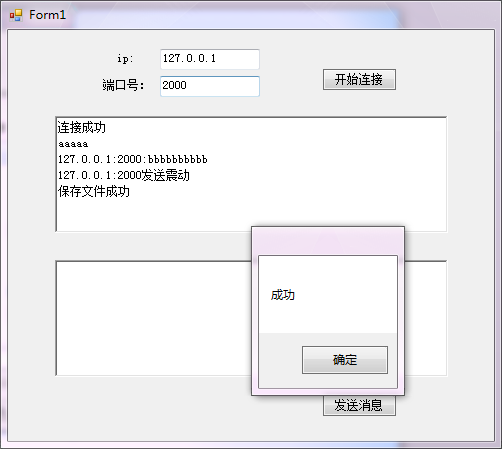 Form1
ip: 127.0.0.1
端口号: 2000
开始连接
连接成功
aaaaa
127.0.0.1:2000:bbbbbbbbbb
127.0.0.1:2000发送震动
保存文件成功
成功
确定
发送消息